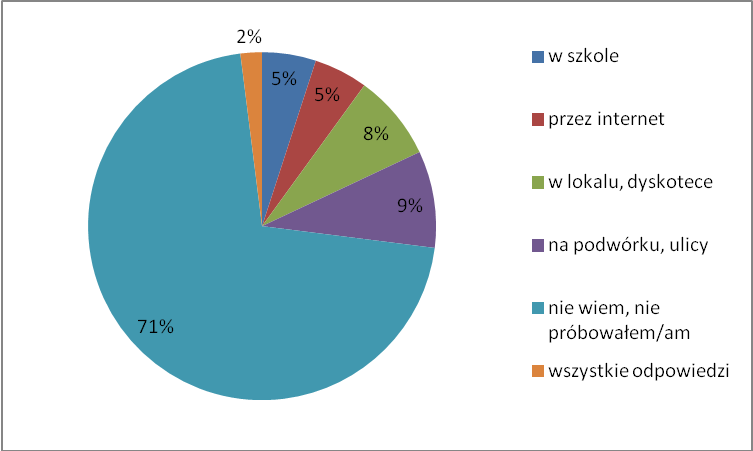 2%
5%
5%
8%
9%
71%
w szkole
przez internet
w lokalu, dyskotece
na podwórku, ulicy
nie wiem, nie
próbowałem/am
wszystkie odpowiedzi